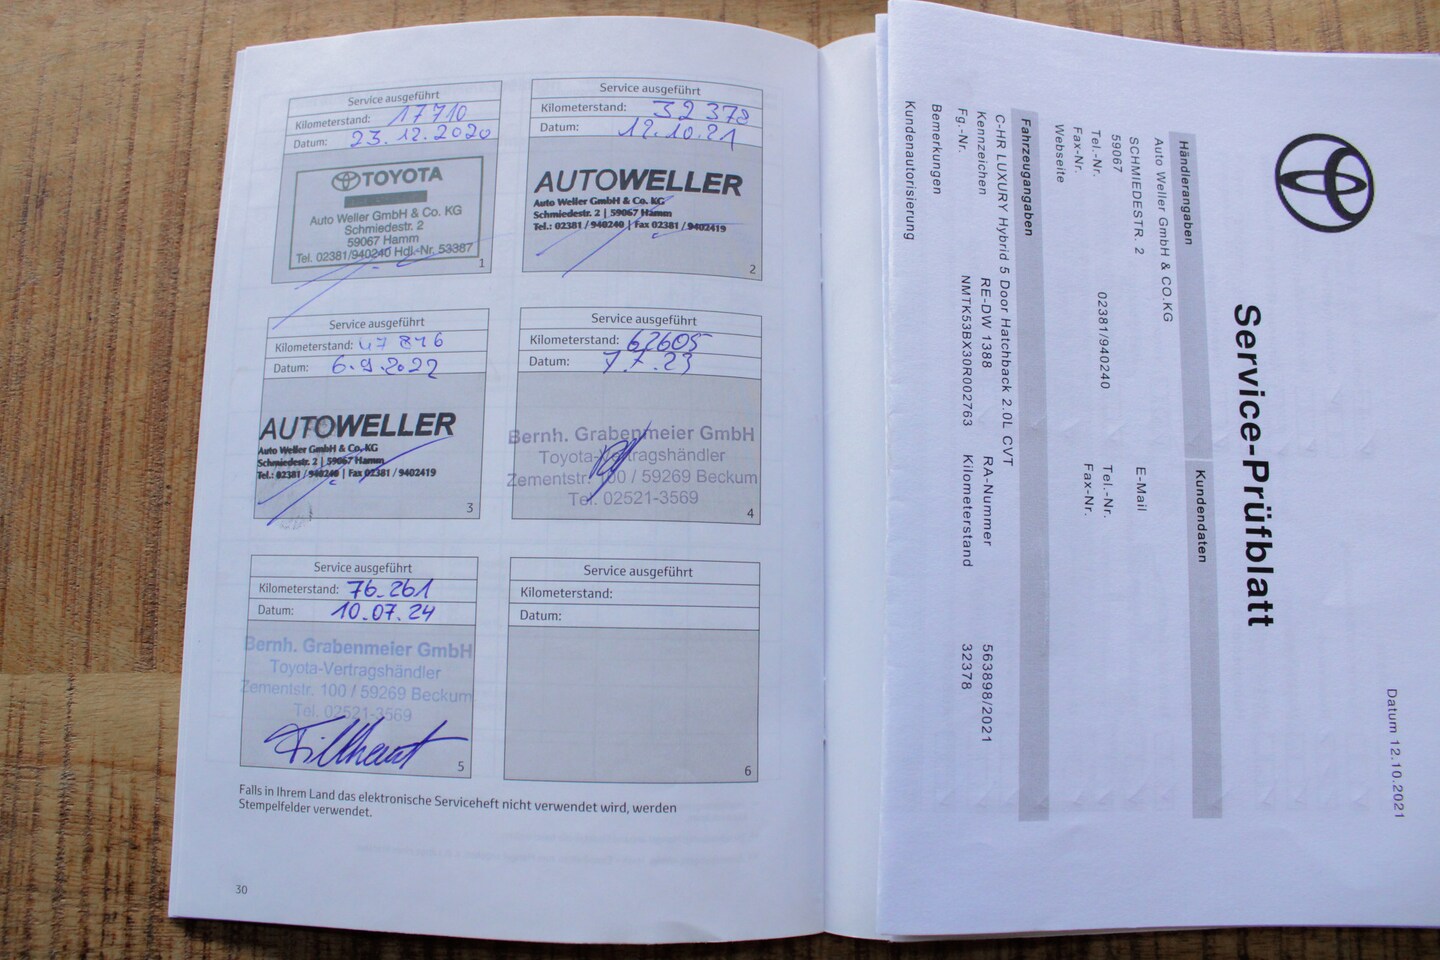 Service ausgeführt
Kilometerstand: 17710
Datum: 23.12.2020
TOYOTA
Auto Weller GmbH & Co. KG
Schmiedestr. 2
59067 Hamm
Tel. 02381/940240 Hdl.-Nr. 53387
1
Service ausgeführt
Kilometerstand: 32378
Datum: 12.10.21
AUTOWELLER
Auto Weller GmbH & Co. KG
Schmiedestr. 2 | 59067 Hamm
Tel.: 02381 / 940240 | Fax 02381 / 9402419
2
Service ausgeführt
Kilometerstand: 47846
Datum: 6.9.2022
AUTOWELLER
Auto Weller GmbH & Co. KG
Schmiedestr. 2 | 59067 Hamm
Tel.: 02381 / 940240 | Fax 02381 / 9402419
3
Service ausgeführt
Kilometerstand: 62605
Datum: 7.7.23
Bernh. Grabenmeier GmbH
Toyota-Vertragshändler
Zementstr. 100 / 59269 Beckum
Tel. 02521-3569
4
Service ausgeführt
Kilometerstand: 76.261
Datum: 10.07.24
Bernh. Grabenmeier GmbH
Toyota-Vertragshändler
Zementstr. 100 / 59269 Beckum
Tel. 02521-3569
5
Service ausgeführt
Kilometerstand:
Datum:
6
Falls in Ihrem Land das elektronische Serviceheft nicht verwendet wird, werden
Stempelfelder verwendet.
30
Datum 12.10.2021
Service-Prüfblatt
Händlerangaben Kundendaten
Auto Weller GmbH & CO.KG
SCHMIEDESTR. 2 E-Mail
59067
Tel.-Nr. 02381/940240 Tel.-Nr.
Fax-Nr. Fax-Nr.
Webseite
Fahrzeugangaben
C-HR LUXURY Hybrid 5 Door Hatchback 2.0L CVT
Kennzeichen RE-DW 1388 RA-Nummer 563898/2021
Fg.-Nr. NMTK53BX30R002763 Kilometerstand 32378
Bemerkungen
Kundenautorisierung